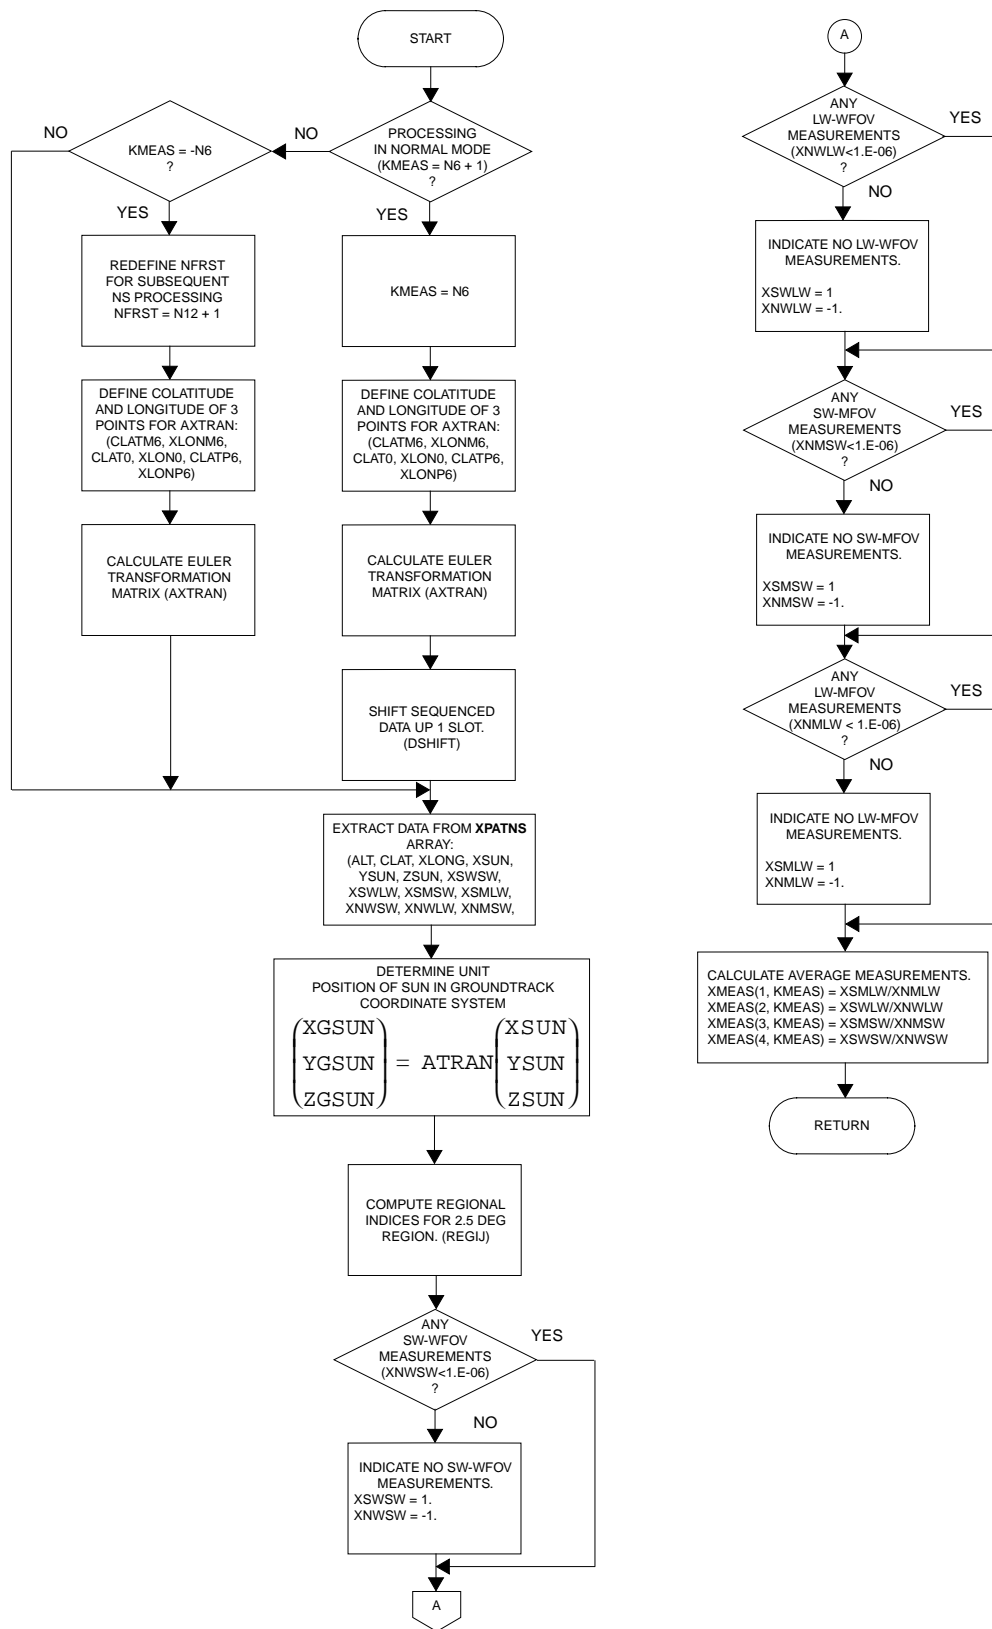 START
PROCESSING
IN NORMAL MODE
(KMEAS = N6 + 1)
?
NO
YES
KMEAS = -N6
?
NO
YES
REDEFINE NFRST
FOR SUBSEQUENT
NS PROCESSING
NFRST = N12 + 1
DEFINE COLATITUDE
AND LONGITUDE OF 3
POINTS FOR AXTRAN:
(CLATM6, XLONM6,
CLAT0, XLON0, CLATP6,
XLONP6)
CALCULATE EULER
TRANSFORMATION
MATRIX (AXTRAN)
KMEAS = N6
DEFINE COLATITUDE
AND LONGITUDE OF 3
POINTS FOR AXTRAN:
(CLATM6, XLONM6,
CLAT0, XLON0, CLATP6,
XLONP6)
CALCULATE EULER
TRANSFORMATION
MATRIX (AXTRAN)
SHIFT SEQUENCED
DATA UP 1 SLOT.
(DSHIFT)
EXTRACT DATA FROM XPATNS
ARRAY:
(ALT, CLAT, XLONG, XSUN,
YSUN, ZSUN, XSWSW,
XSWLW, XSMSW, XSMLW,
XNWSW, XNWLW, XNMSW,
DETERMINE UNIT
POSITION OF SUN IN GROUNDTRACK
COORDINATE SYSTEM
XGSUN XSUN
YGSUN = ATRAN YSUN
ZGSUN ZSUN
COMPUTE REGIONAL
INDICES FOR 2.5 DEG
REGION. (REGIJ)
ANY
SW-WFOV
MEASUREMENTS
(XNWSW<1.E-06)
?
YES
NO
INDICATE NO SW-WFOV
MEASUREMENTS.
XSWSW = 1.
XNWSW = -1.
A
A
ANY
LW-WFOV
MEASUREMENTS
(XNWLW<1.E-06)
?
YES
NO
INDICATE NO LW-WFOV
MEASUREMENTS.
XSWLW = 1
XNWLW = -1.
ANY
SW-MFOV
MEASUREMENTS
(XNMSW<1.E-06)
?
YES
NO
INDICATE NO SW-MFOV
MEASUREMENTS.
XSMSW = 1
XNMSW = -1.
ANY
LW-MFOV
MEASUREMENTS
(XNMLW < 1.E-06)
?
YES
NO
INDICATE NO LW-MFOV
MEASUREMENTS.
XSMLW = 1
XNMLW = -1.
CALCULATE AVERAGE MEASUREMENTS.
XMEAS(1, KMEAS) = XSMLW/XNMLW
XMEAS(2, KMEAS) = XSWLW/XNWLW
XMEAS(3, KMEAS) = XSMSW/XNMSW
XMEAS(4, KMEAS) = XSWSW/XNWSW
RETURN